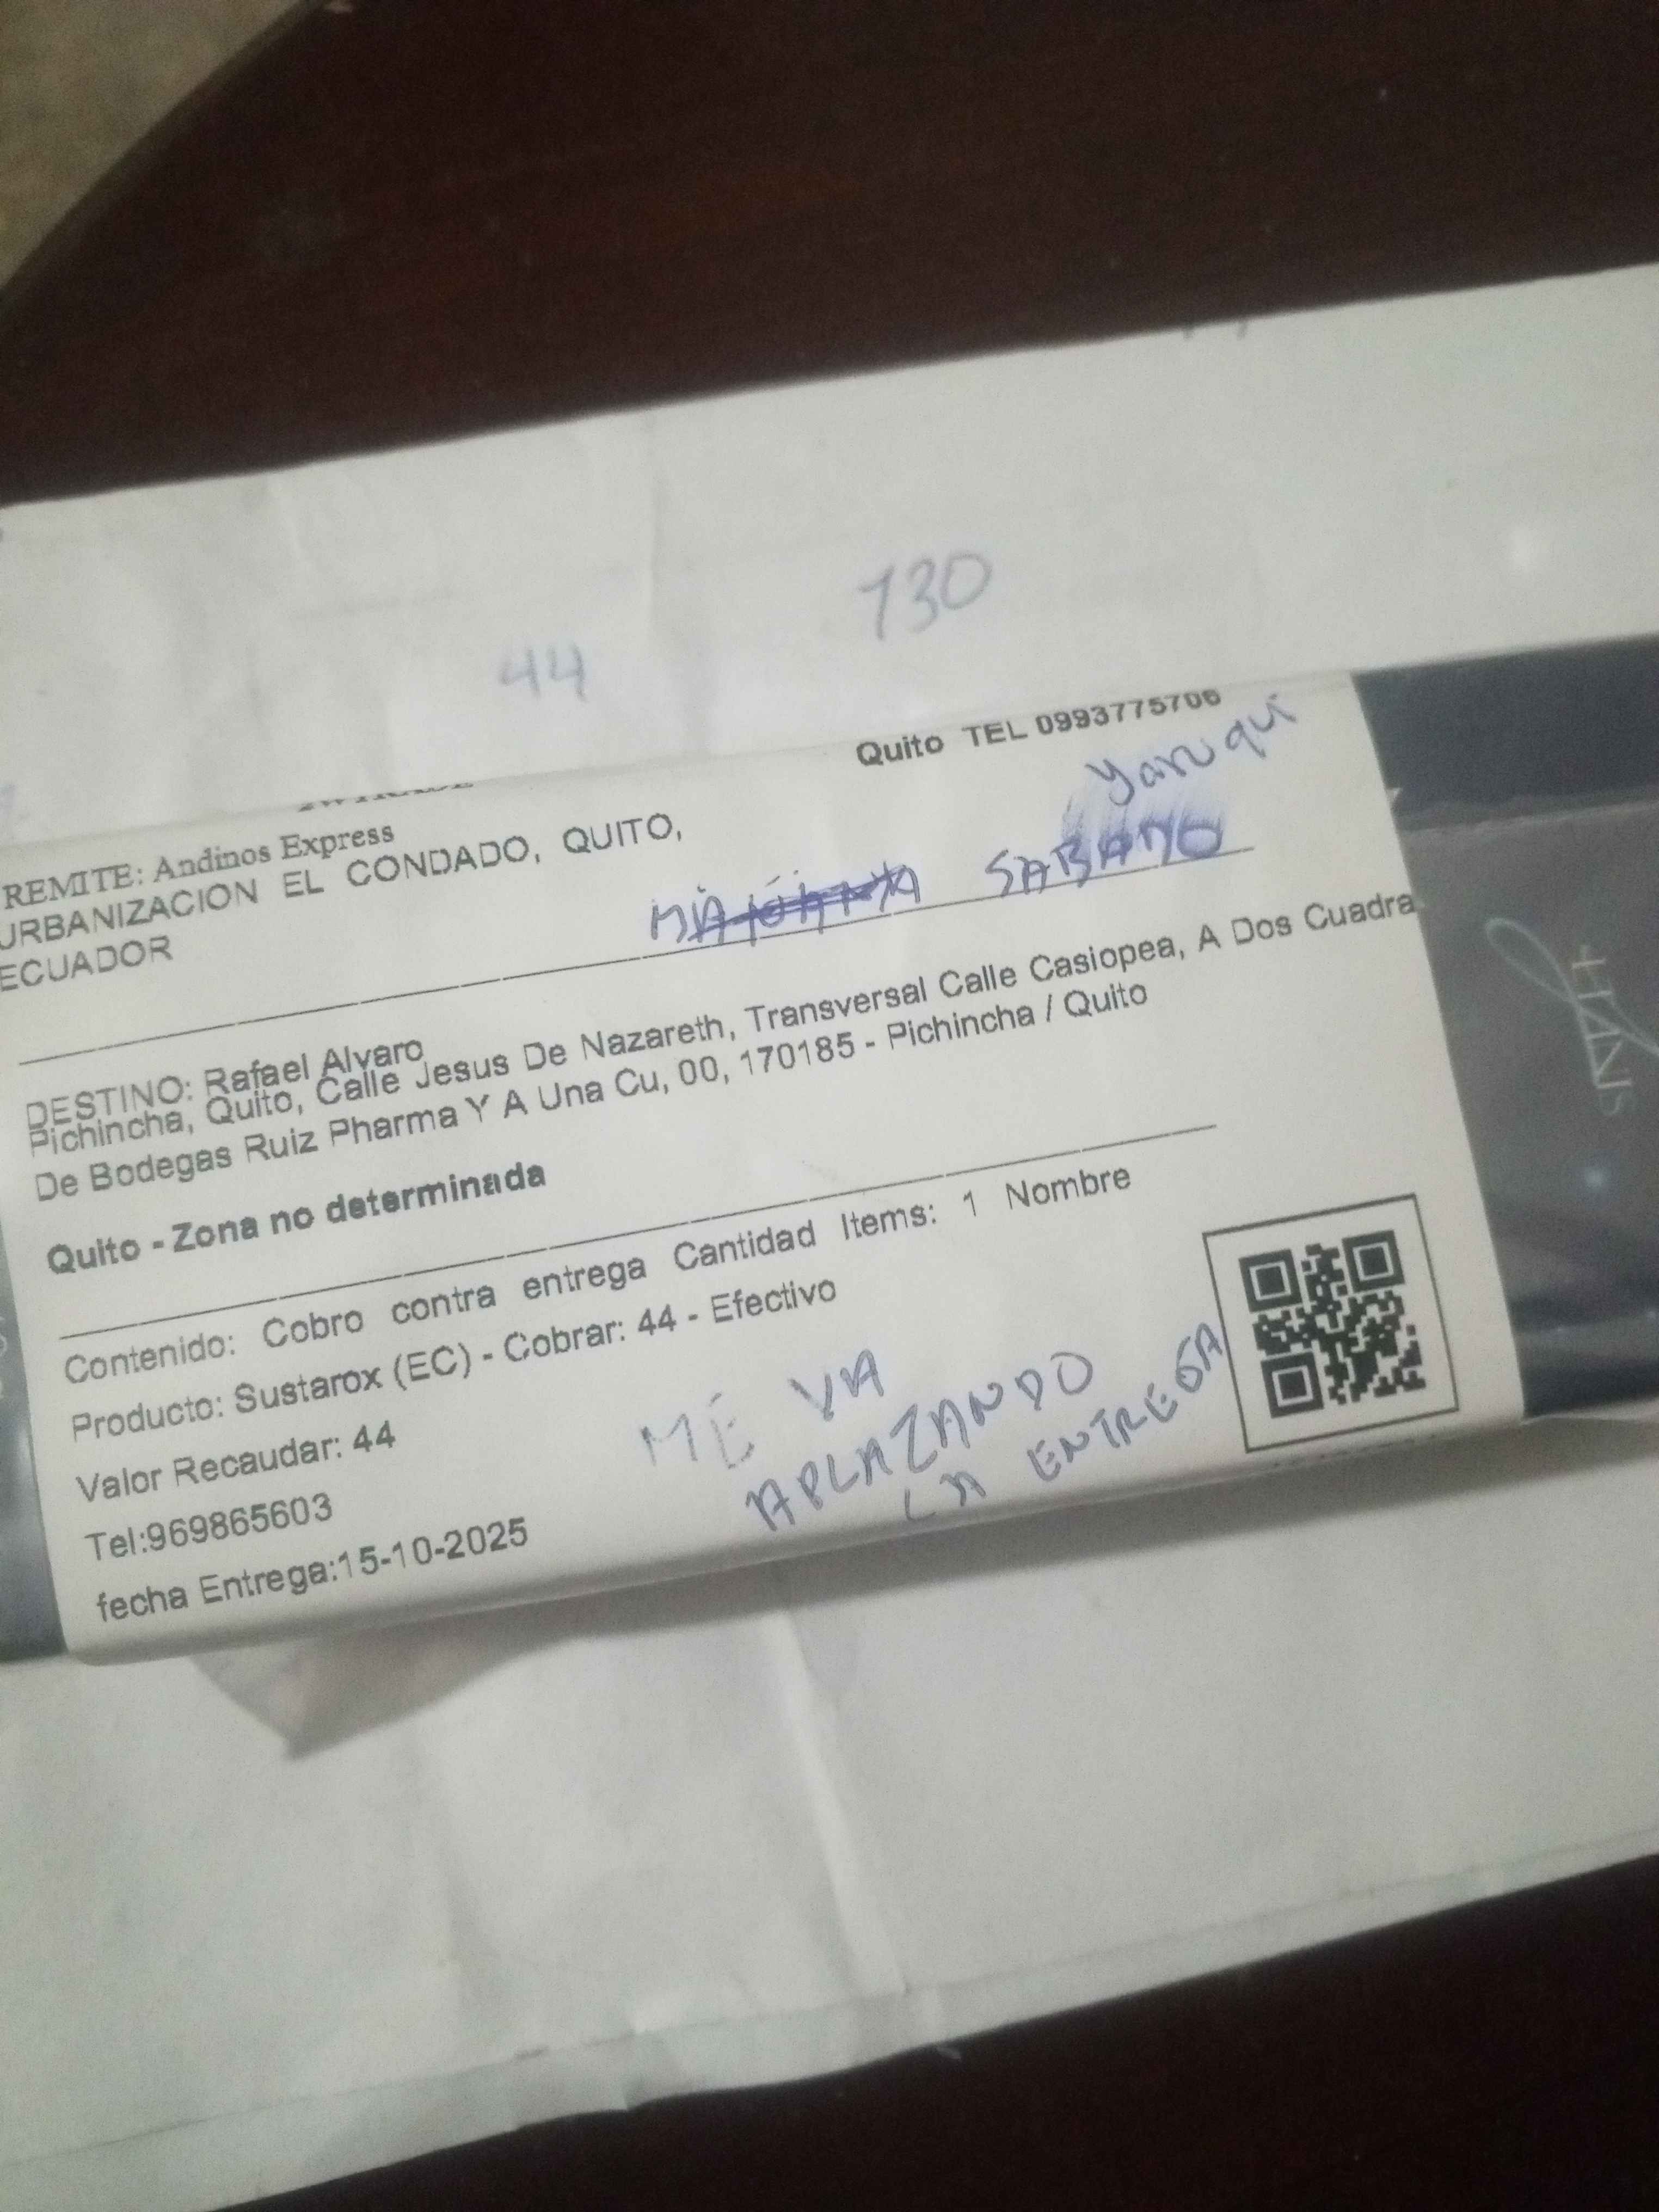 130
44
Quito TEL 0993775706
Yaruqui
REMITE: Andinos Express
URBANIZACION EL CONDADO, QUITO,
ECUADOR
SABADO
DESTINO: Rafael Alvaro
Pichincha, Quito, Calle Jesus De Nazareth, Transversal Calle Casiopea, A Dos Cuadra
De Bodegas Ruiz Pharma Y A Una Cu, 00, 170185 - Pichincha / Quito
Quito - Zona no determinada
Contenido: Cobro contra entrega Cantidad Items: 1 Nombre
Producto: Sustarox (EC) - Cobrar: 44 - Efectivo
Valor Recaudar: 44
Tel:969865603
fecha Entrega:15-10-2025
ME VA
APLAZANDO
LA ENTREGA